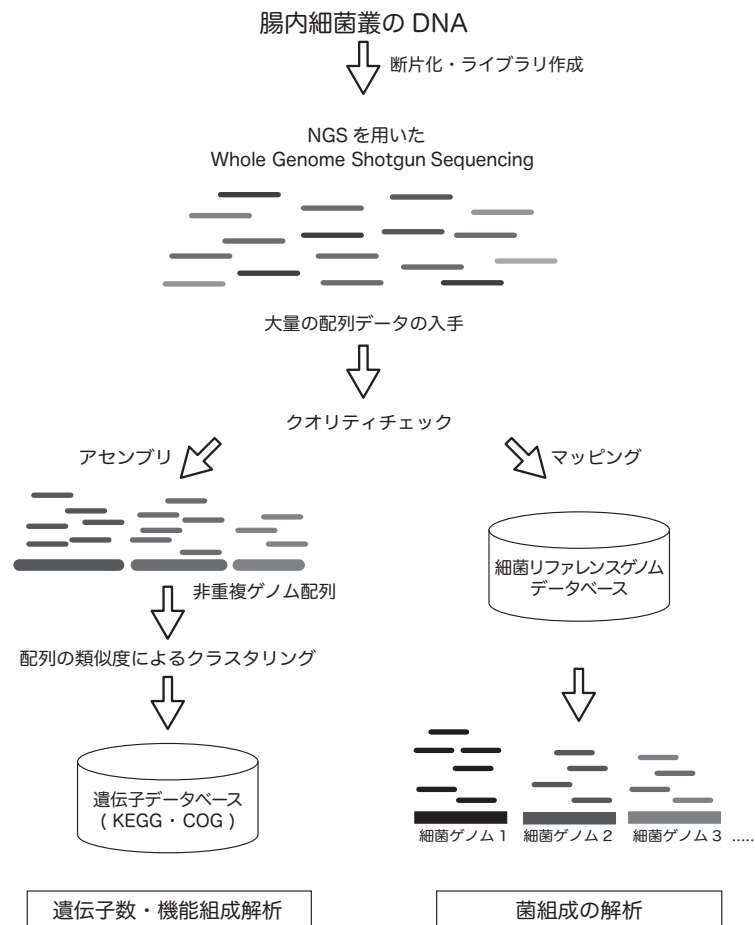 腸内細菌叢の DNA
断片化・ライブラリ作成
NGS を用いた
Whole Genome Shotgun Sequencing
大量の配列データの入手
クオリティチェック
アセンブリ
マッピング
細菌リファレンスゲノム
データベース
非重複ゲノム配列
配列の類似度によるクラスタリング
遺伝子データベース
( KEGG・COG )
細菌ゲノム 1 細菌ゲノム 2 細菌ゲノム 3 .....
遺伝子数・機能組成解析
菌組成の解析